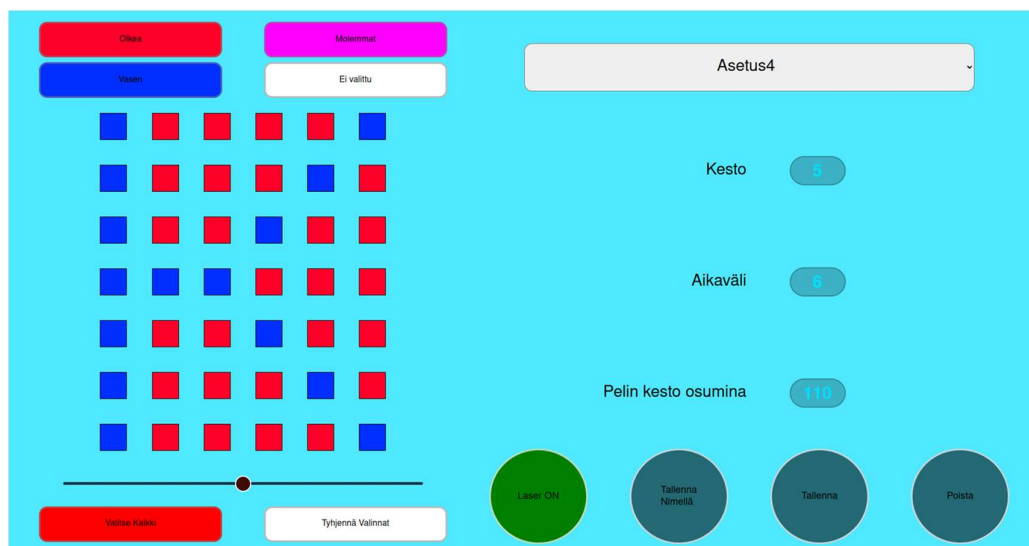 Oikea
Molemmat
Vasen
Ei valittu
Asetus4
Kesto
5
Aikaväli
6
Pelin kesto osumina
110
Laser ON
Tallenna
Nimellä
Tallenna
Poista
Valitse Kaikki
Tyhjennä Valinnat